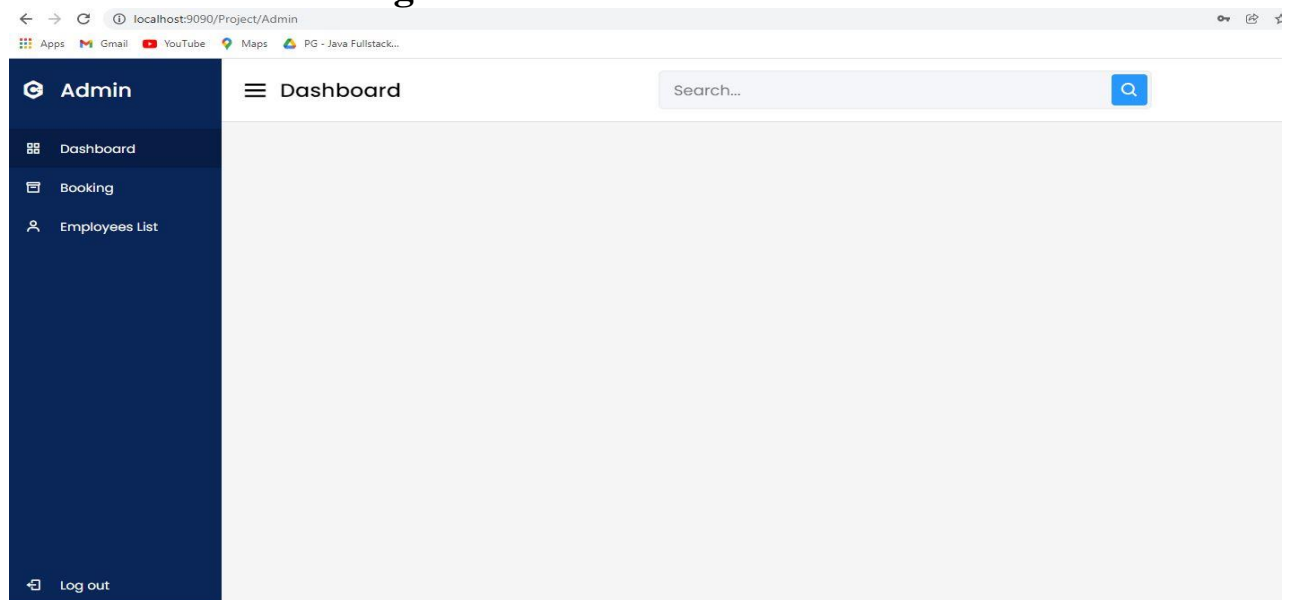 localhost:9090/Project/Admin
Apps Gmail YouTube Maps PG - Java Fullstack...
Admin
Dashboard
Search...
Dashboard
Booking
Employees List
Log out